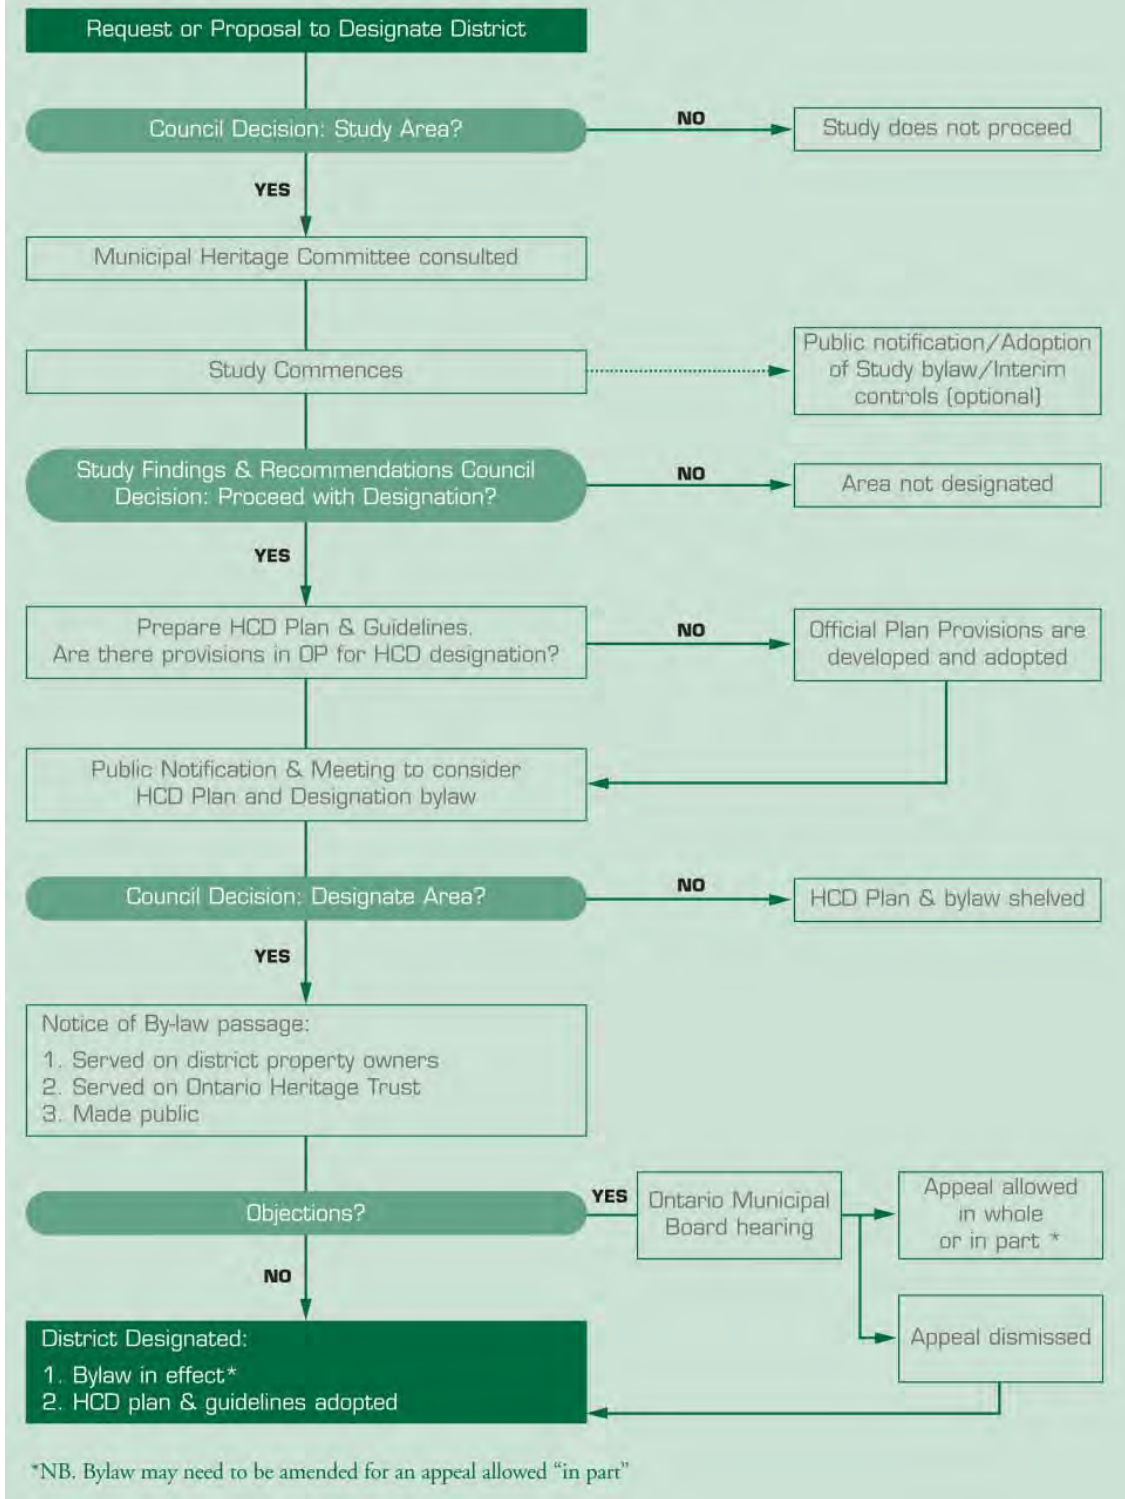 Request or Proposal to Designate District
Council Decision: Study Area?
NO
Study does not proceed
YES
Municipal Heritage Committee consulted
Study Commences
Public notification/Adoption
of Study bylaw/Interim
controls (optional)
Study Findings & Recommendations Council
Decision: Proceed with Designation?
NO
Area not designated
YES
Prepare HCD Plan & Guidelines.
Are there provisions in OP for HCD designation?
NO
Official Plan Provisions are
developed and adopted
Public Notification & Meeting to consider
HCD Plan and Designation bylaw
Council Decision: Designate Area?
NO
HCD Plan & bylaw shelved
YES
Notice of By-law passage:
1. Served on district property owners
2. Served on Ontario Heritage Trust
3. Made public
Objections?
YES
Ontario Municipal
Board hearing
Appeal allowed
in whole
or in part *
NO
Appeal dismissed
District Designated:
1. Bylaw in effect*
2. HCD plan & guidelines adopted
*NB. Bylaw may need to be amended for an appeal allowed “in part”